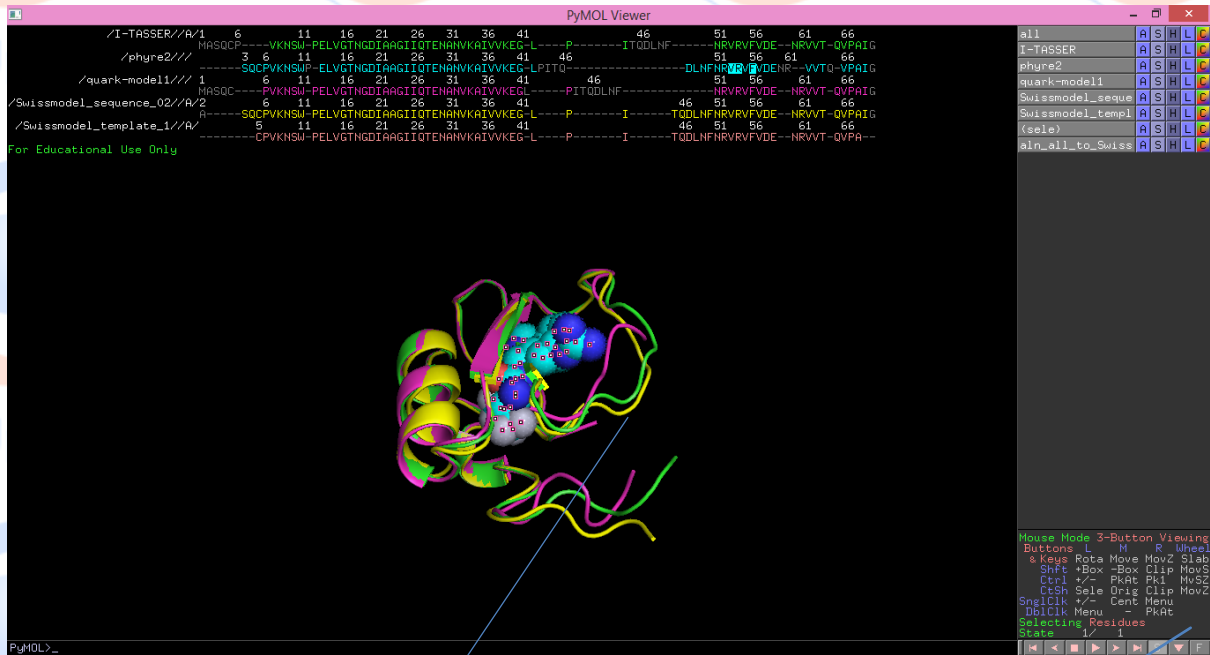 PyMOL Viewer
/I-TASSER//A/1 6 11 16 21 26 31 36 41 46 51 56 61 66
MASQCP----VKNSW-PELVGTNGDIAAGIIQTENANVKAIVVKEG-L----P-------ITQDLNF------NRVRVFVDE--NRVVT-QVPAIG
/phyre2/// 3 6 11 16 21 26 31 36 41 46 51 56 61 66
------SQCPVKNSWP-ELVGTNGDIAAGIIQTENANVKAIVVKEG-LPITQ-----------------DLNFNRVRVFVDENR--VVTQ-VPAIG
/quark-model1/// 1 6 11 16 21 26 31 36 41 46 51 56 61 66
MASQC----PVKNSW-PELVGTNGDIAAGIIQTENANVKAIVVKEGL------PITQDLNF-------------NRVRVFVDE--NRVVT-QVPAIG
/Swissmodel_sequence_02//A/2 6 11 16 21 26 31 36 41 46 51 56 61 66
A-----SQCPVKNSW-PELVGTNGDIAAGIIQTENANVKAIVVKEG-L----P-------I------TQDLNFNRVRVFVDE--NRVVT-QVPAIG
/Swissmodel_template_1//A/ 5 11 16 21 26 31 36 41 46 51 56 61 66
--------CPVKNSW-PELVGTNGDIAAGIIQTENANVKAIVVKEG-L----P-------I------TQDLNFNRVRVFVDE--NRVVT-QVPA--
For Educational Use Only
all A S H L C
I-TASSER A S H L C
phyre2 A S H L C
quark-model1 A S H L C
Swissmodel_seque A S H L C
Swissmodel_templ A S H L C
(sele) A S H L C
aln_all_to_Swiss A S H L C
Mouse Mode 3-Button Viewing
Buttons L M R Wheel
& Keys Rota Move MovZ Slab
Shft +Box -Box Clip MovS
Ctrl +/- PkAt Pk1 MvSZ
CtSh Sele Orig Clip MovZ
SnglClk +/- Cent Menu
DblClk Menu - PkAt
Selecting Residues
State 1/ 1
PyMOL>_
F